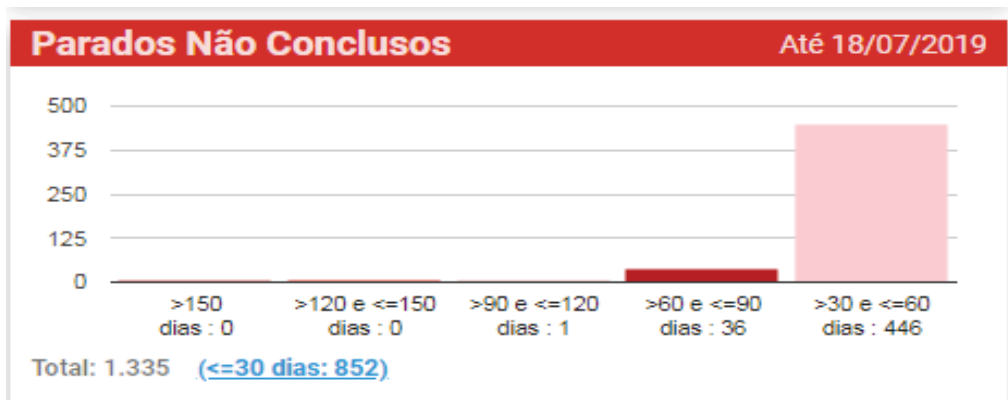 Parados Não Conclusos Até 18/07/2019
500
375
250
125
0
>150 >120 e <=150 >90 e <=120 >60 e <=90 >30 e <=60
dias : 0 dias : 0 dias : 1 dias : 36 dias : 446
Total: 1.335 (<=30 dias: 852)